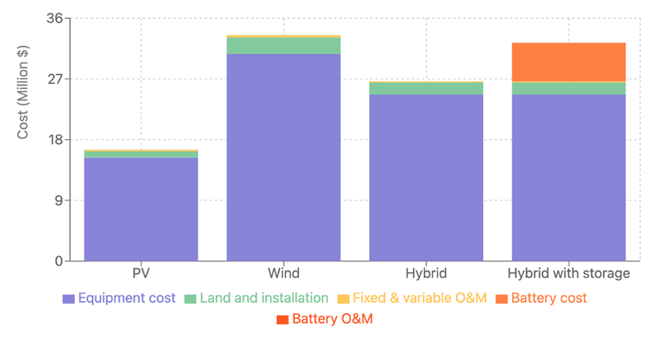 Cost (Million $)
36
27
18
9
0
PV Wind Hybrid Hybrid with storage
Equipment cost Land and installation Fixed & variable O&M Battery cost
Battery O&M